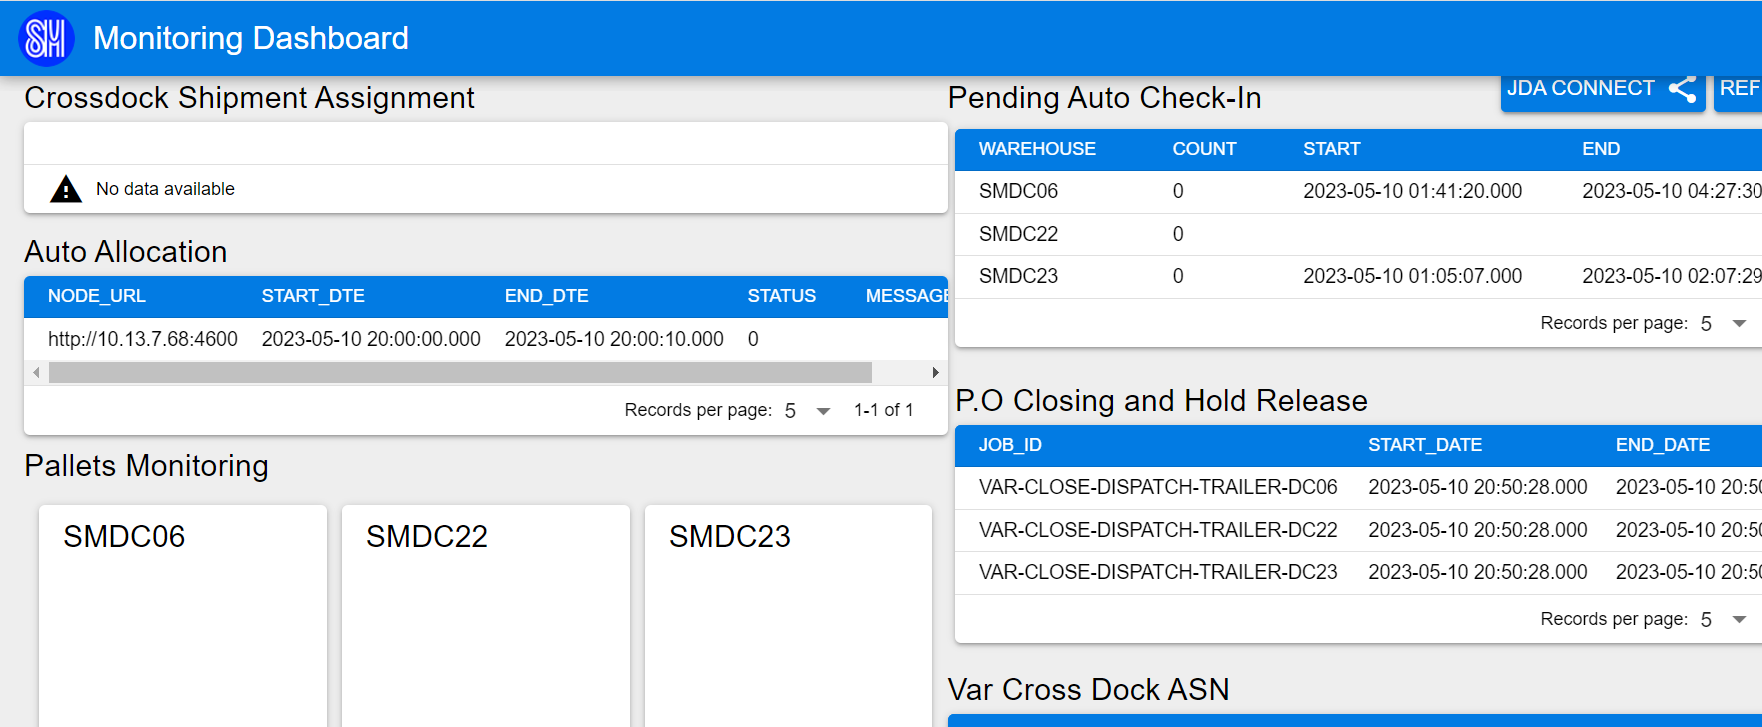 SM Monitoring Dashboard
Crossdock Shipment Assignment
No data available
Auto Allocation
NODE_URL START_DTE END_DTE STATUS MESSAGE
http://10.13.7.68:4600 2023-05-10 20:00:00.000 2023-05-10 20:00:10.000 0
Records per page: 5 1-1 of 1
Pallets Monitoring
SMDC06 SMDC22 SMDC23
JDA CONNECT REF
Pending Auto Check-In
WAREHOUSE COUNT START END
SMDC06 0 2023-05-10 01:41:20.000 2023-05-10 04:27:30
SMDC22 0
SMDC23 0 2023-05-10 01:05:07.000 2023-05-10 02:07:29
Records per page: 5
P.O Closing and Hold Release
JOB_ID START_DATE END_DATE
VAR-CLOSE-DISPATCH-TRAILER-DC06 2023-05-10 20:50:28.000 2023-05-10 20:50
VAR-CLOSE-DISPATCH-TRAILER-DC22 2023-05-10 20:50:28.000 2023-05-10 20:50
VAR-CLOSE-DISPATCH-TRAILER-DC23 2023-05-10 20:50:28.000 2023-05-10 20:50
Records per page: 5
Var Cross Dock ASN